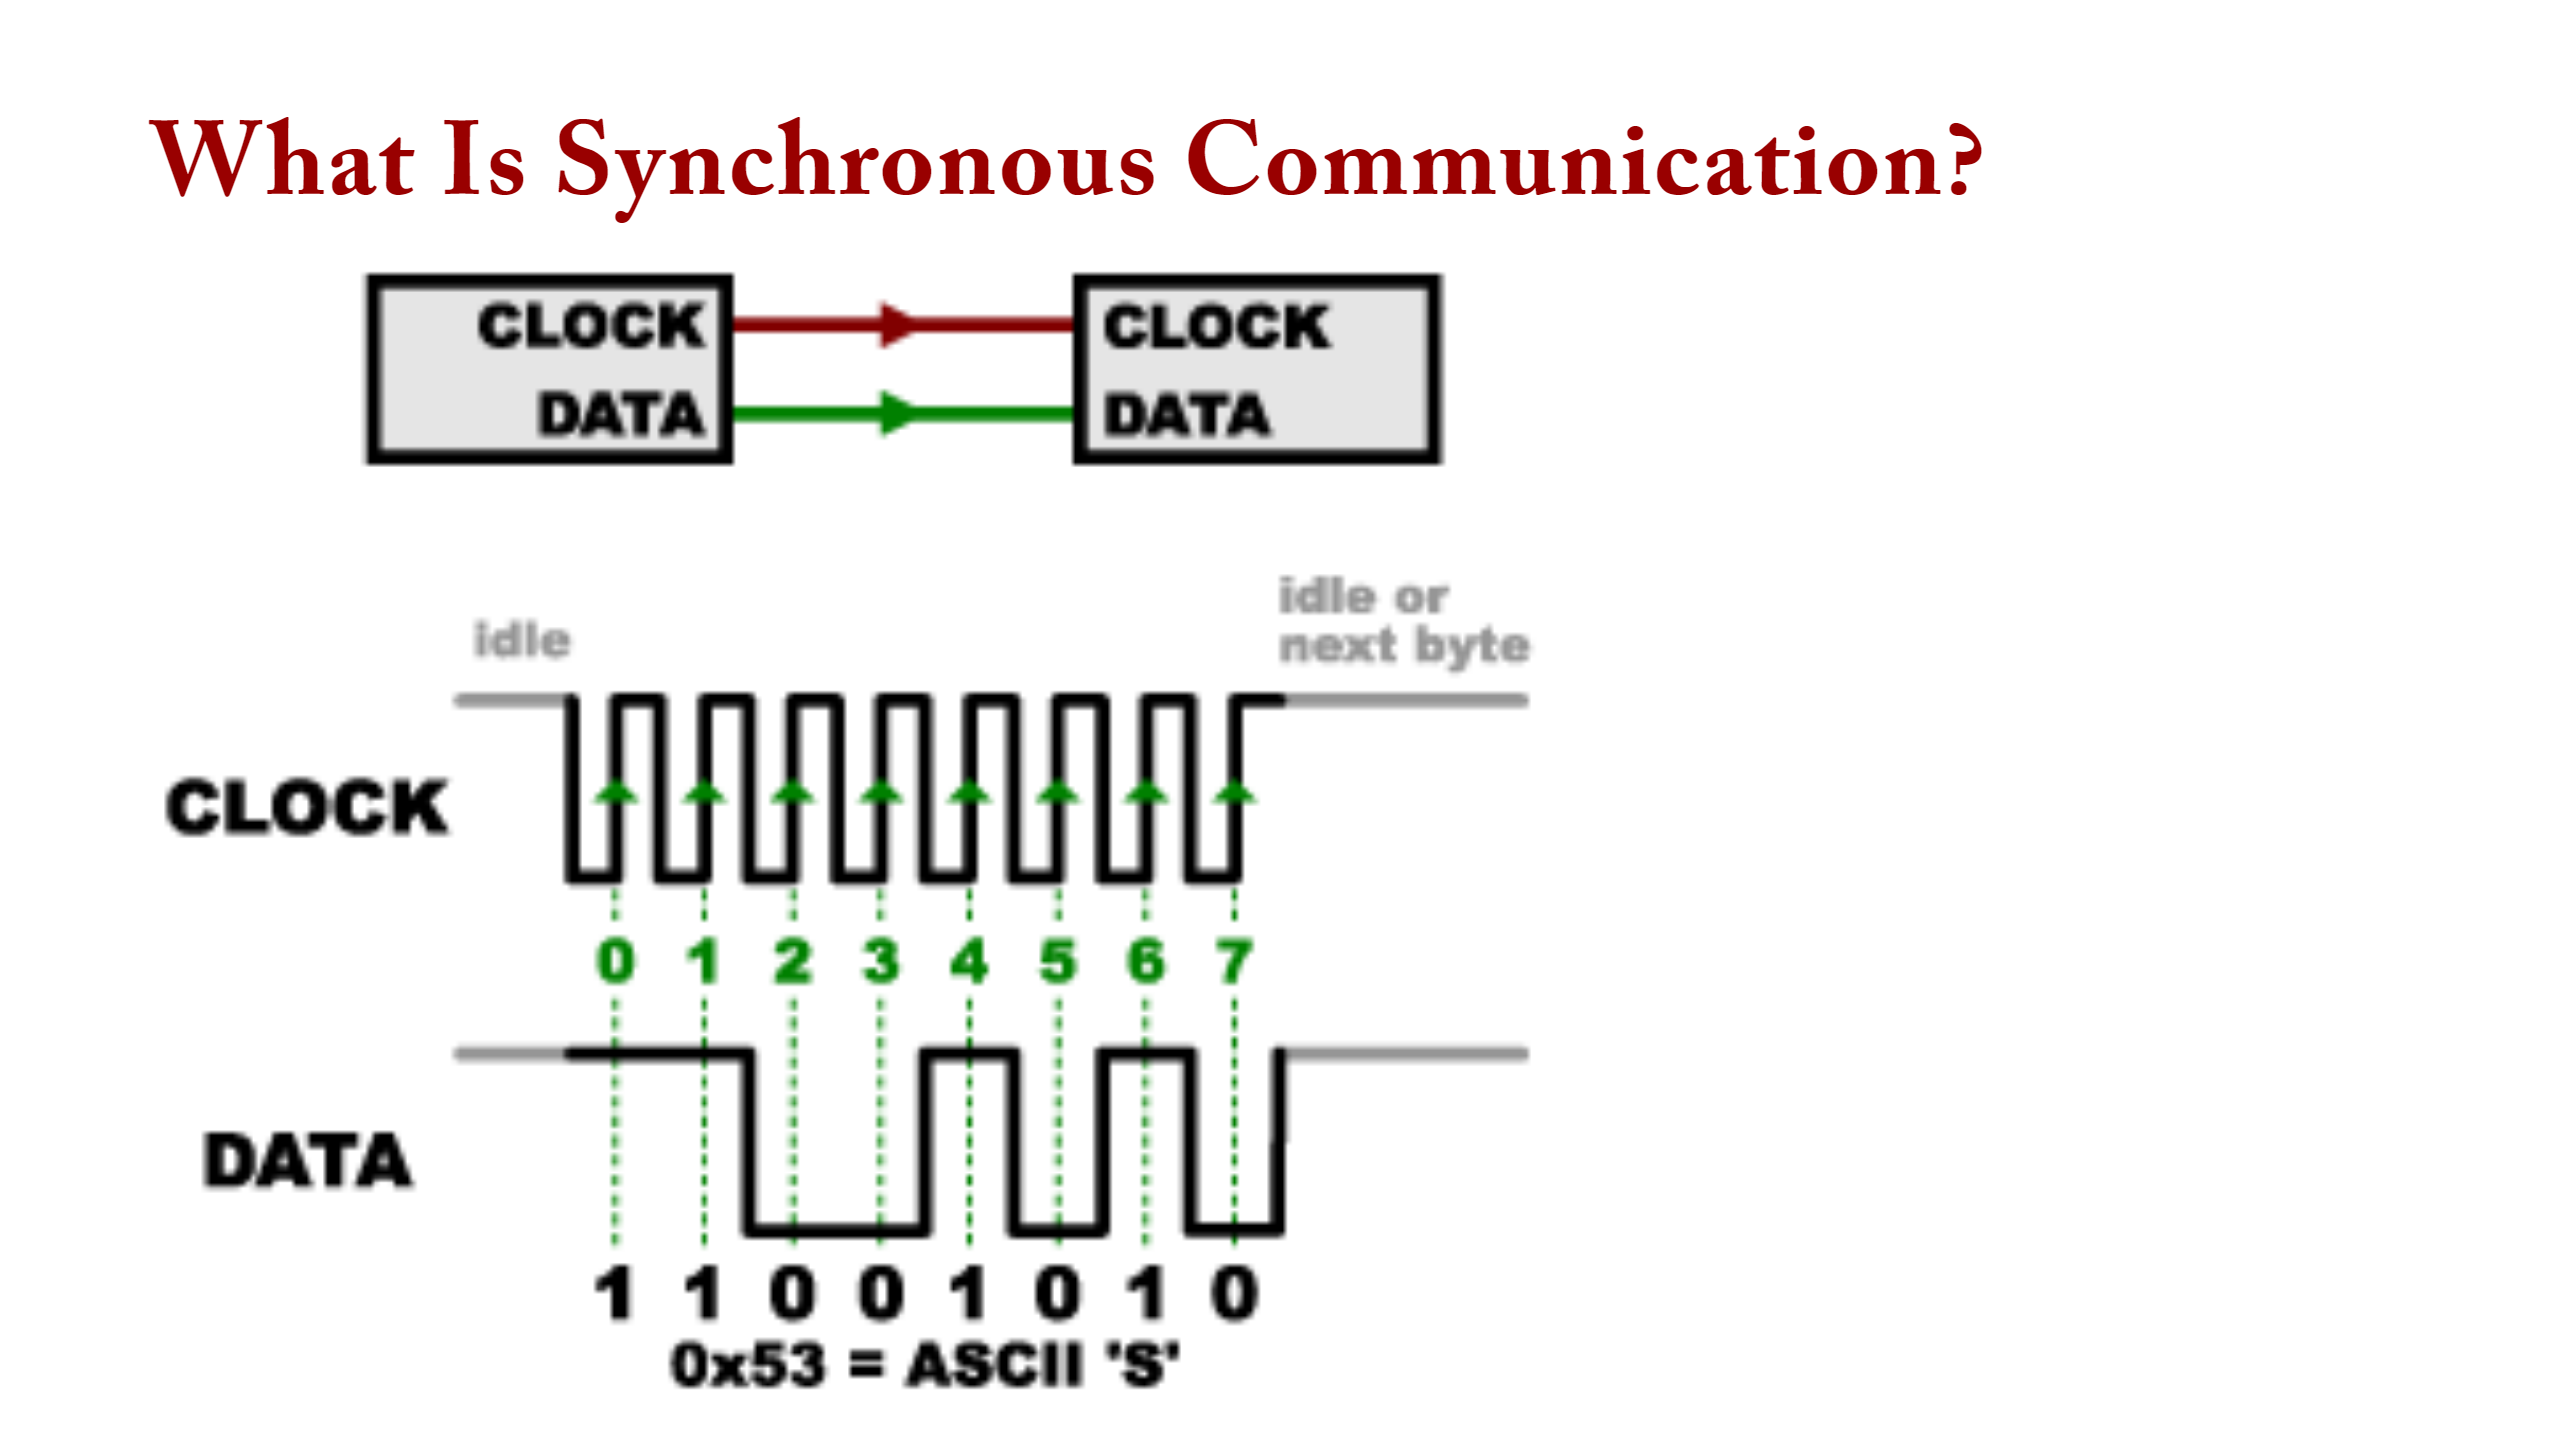 What Is Synchronous Communication?
CLOCK CLOCK
DATA DATA
idle
idle or
next byte
CLOCK
0 1 2 3 4 5 6 7
DATA
1 1 0 0 1 0 1 0
0x53 = ASCII 'S'